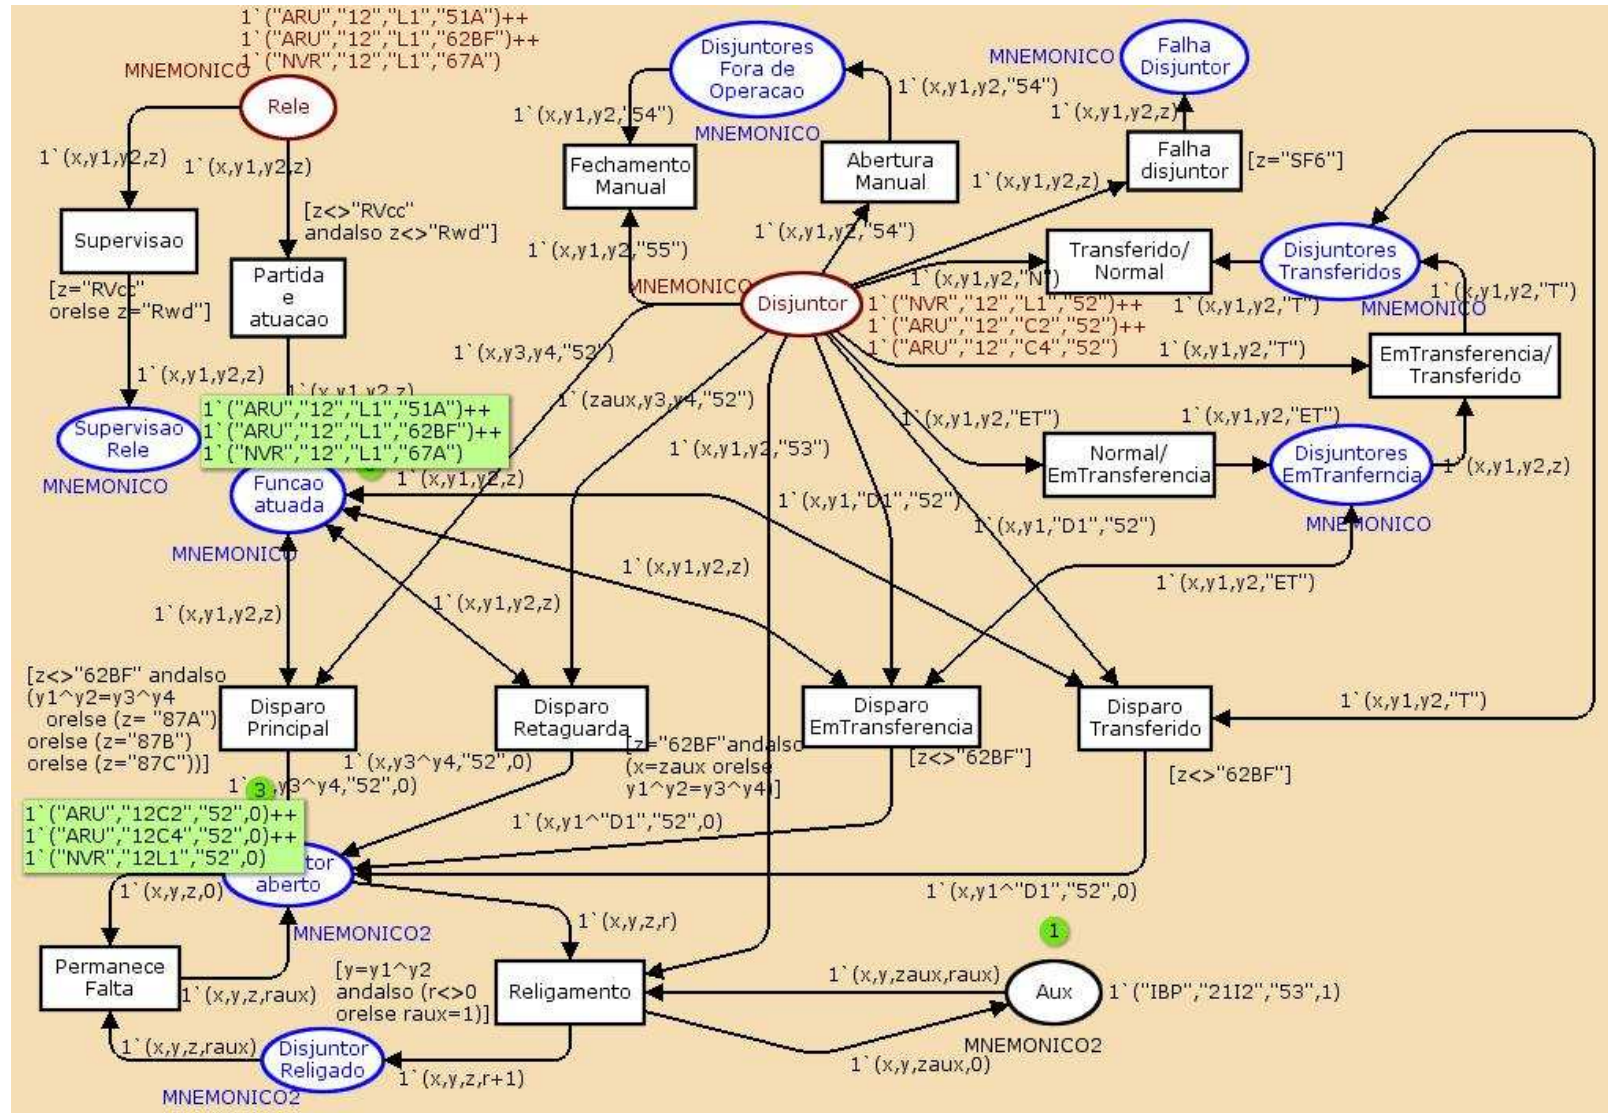 1`("ARU","12","L1","51A")++
1`("ARU","12","L1","62BF")++
1`("NVR","12","L1","67A")
MNEMONICO
Rele
1`(x,y1,y2,z)
1`(x,y1,y2,z)
[z<>"RVcc"
andalso z<>"Rwd"]
Supervisao
[z="RVcc"
orelse z="Rwd"]
Partida
e
atuacao
1`(x,y1,y2,z)
1`(x,y1,y2,z)
Supervisao
Rele
MNEMONICO
1`("ARU","12","L1","51A")++
1`("ARU","12","L1","62BF")++
1`("NVR","12","L1","67A")
Funcao
atuada
MNEMONICO
Disjuntores
Fora de
Operacao
MNEMONICO
1`(x,y1,y2,"54")
1`(x,y1,y2,"54")
Fechamento
Manual
Abertura
Manual
1`(x,y1,y2,"55")
1`(x,y1,y2,"54")
MNEMONICO
Falha
Disjuntor
1`(x,y1,y2,z)
Falha
disjuntor
[z="SF6"]
1`(x,y1,y2,z)
MNEMONICO
Disjuntor
1`("NVR","12","L1","52")++
1`("ARU","12","C2","52")++
1`("ARU","12","C4","52")
Transferido/
Normal
1`(x,y1,y2,"N")
Disjuntores
Transferidos
MNEMONICO
1`(x,y1,y2,"T")
1`(x,y1,y2,"T")
1`(x,y1,y2,"T")
EmTransferencia/
Transferido
1`(x,y1,y2,"ET")
1`(x,y1,y2,"ET")
Normal/
EmTransferencia
Disjuntores
EmTranferncia
MNEMONICO
1`(x,y1,y2,z)
1`(x,y3,y4,"52")
1`(zaux,y3,y4,"52")
1`(x,y1,y2,"53")
1`(x,y1,y2,z)
1`(x,y1,"D1","52")
1`(x,y1,"D1","52")
1`(x,y1,y2,z)
1`(x,y1,y2,"ET")
1`(x,y1,y2,z)
1`(x,y1,y2,z)
[z<>"62BF" andalso
(y1^y2=y3^y4
orelse (z= "87A")
orelse (z="87B")
orelse (z="87C"))]
Disparo
Principal
Disparo
Retaguarda
Disparo
EmTransferencia
Disparo
Transferido
1`(x,y1,y2,"T")
1`(x,y3^y4,"52",0)
[z="62BF"andalso
(x=zaux orelse
y1^y2=y3^y4)]
[z<>"62BF"]
[z<>"62BF"]
3
,y3^y4,"52",0)
1`("ARU","12C2","52",0)++
1`("ARU","12C4","52",0)++
1`("NVR","12L1","52",0)
aberto
MNEMONICO2
1`(x,y1^"D1","52",0)
1`(x,y1^"D1","52",0)
1`(x,y,z,0)
1`(x,y,z,r)
1
Permanece
Falta
1`(x,y,z,raux)
[y=y1^y2
andalso (r<>0
orelse raux=1)]
Religamento
1`(x,y,zaux,raux)
Aux
1`("IBP","21I2","53",1)
MNEMONICO2
1`(x,y,zaux,0)
1`(x,y,z,raux)
Disjuntor
Religado
MNEMONICO2
1`(x,y,z,r+1)